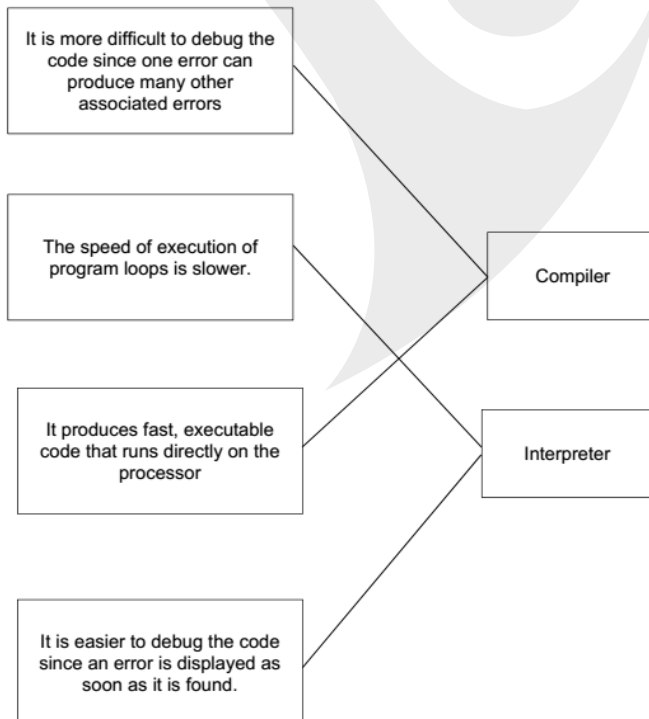 It is more difficult to debug the
code since one error can
produce many other
associated errors
The speed of execution of
program loops is slower.
Compiler
It produces fast, executable
code that runs directly on the
processor
Interpreter
It is easier to debug the code
since an error is displayed as
soon as it is found.